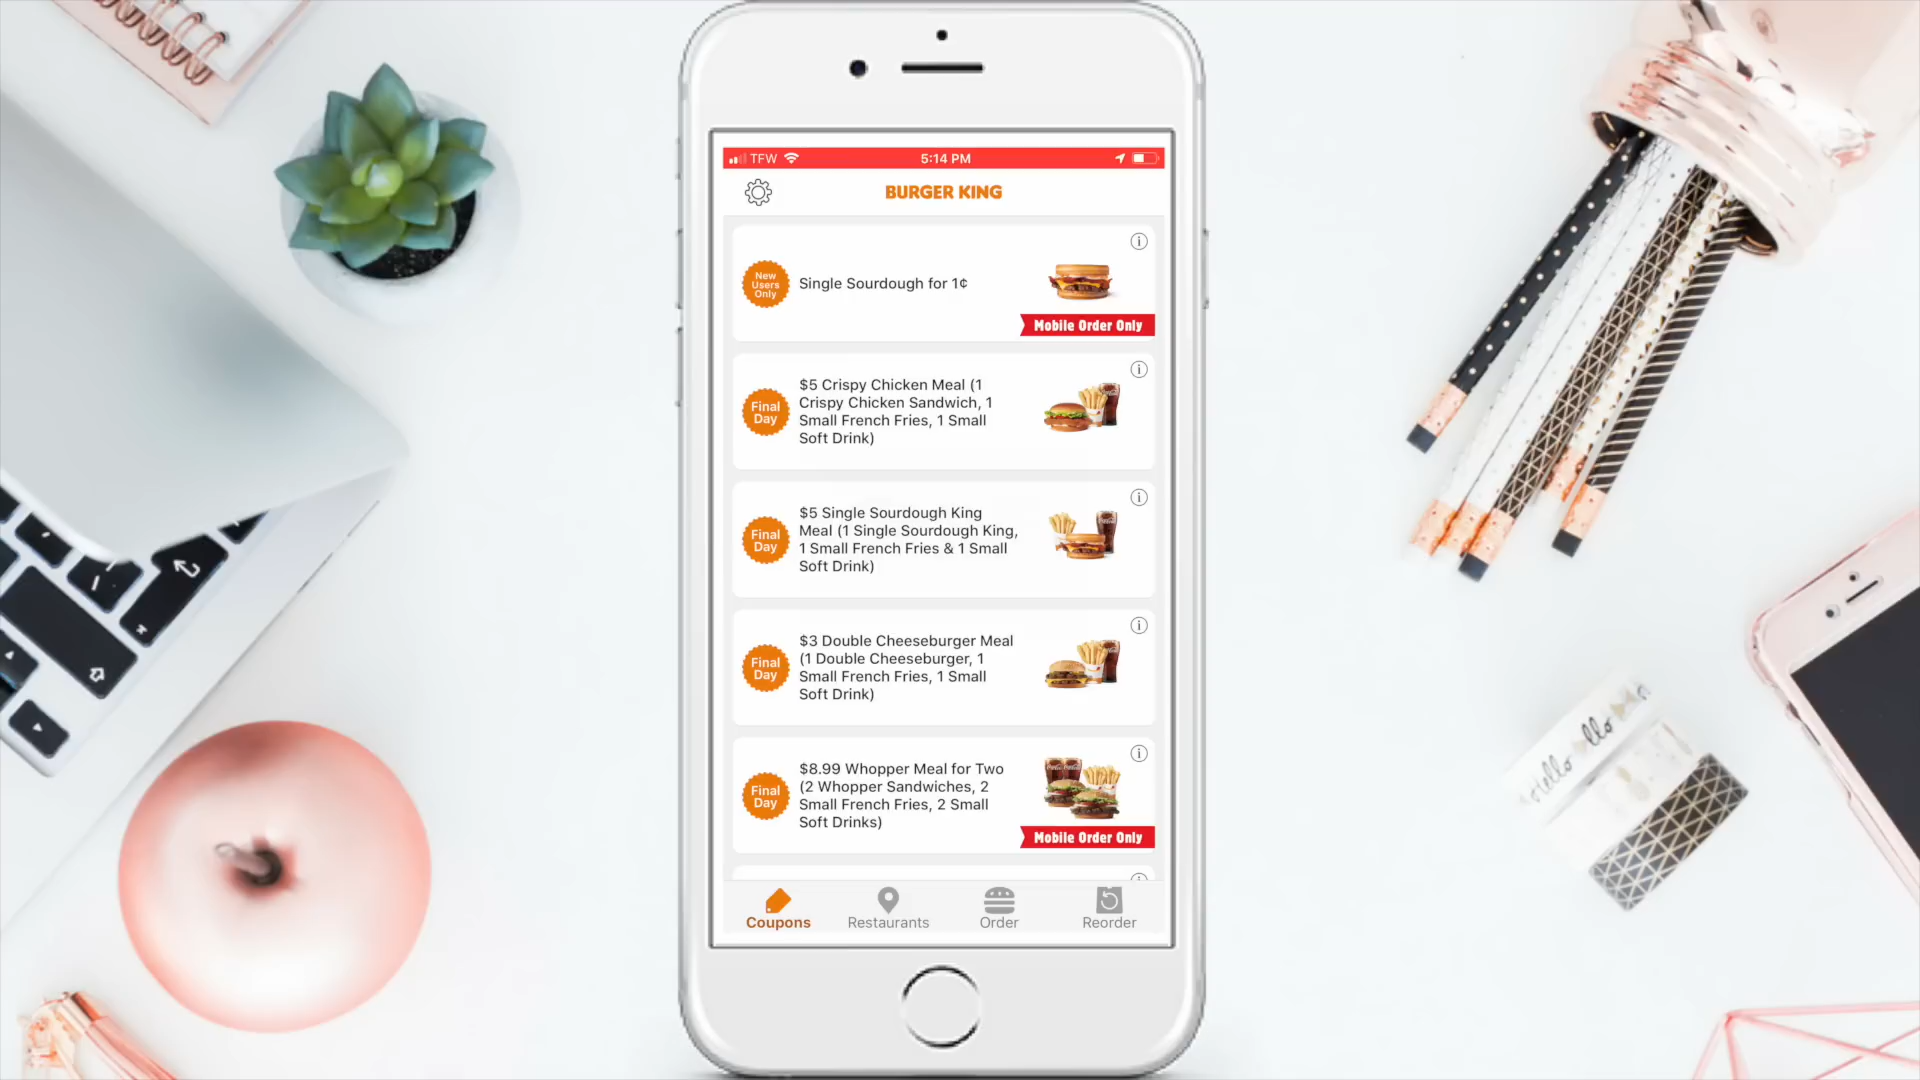 TFW
5:14 PM
BURGER KING
New
Users
Only
Single Sourdough for 1¢
Mobile Order Only
Final
Day
$5 Crispy Chicken Meal (1
Crispy Chicken Sandwich, 1
Small French Fries, 1 Small
Soft Drink)
Final
Day
$5 Single Sourdough King
Meal (1 Single Sourdough King,
1 Small French Fries & 1 Small
Soft Drink)
Final
Day
$3 Double Cheeseburger Meal
(1 Double Cheeseburger, 1
Small French Fries, 1 Small
Soft Drink)
Final
Day
$8.99 Whopper Meal for Two
(2 Whopper Sandwiches, 2
Small French Fries, 2 Small
Soft Drinks)
Mobile Order Only
Coupons
Restaurants
Order
Reorder
Hello